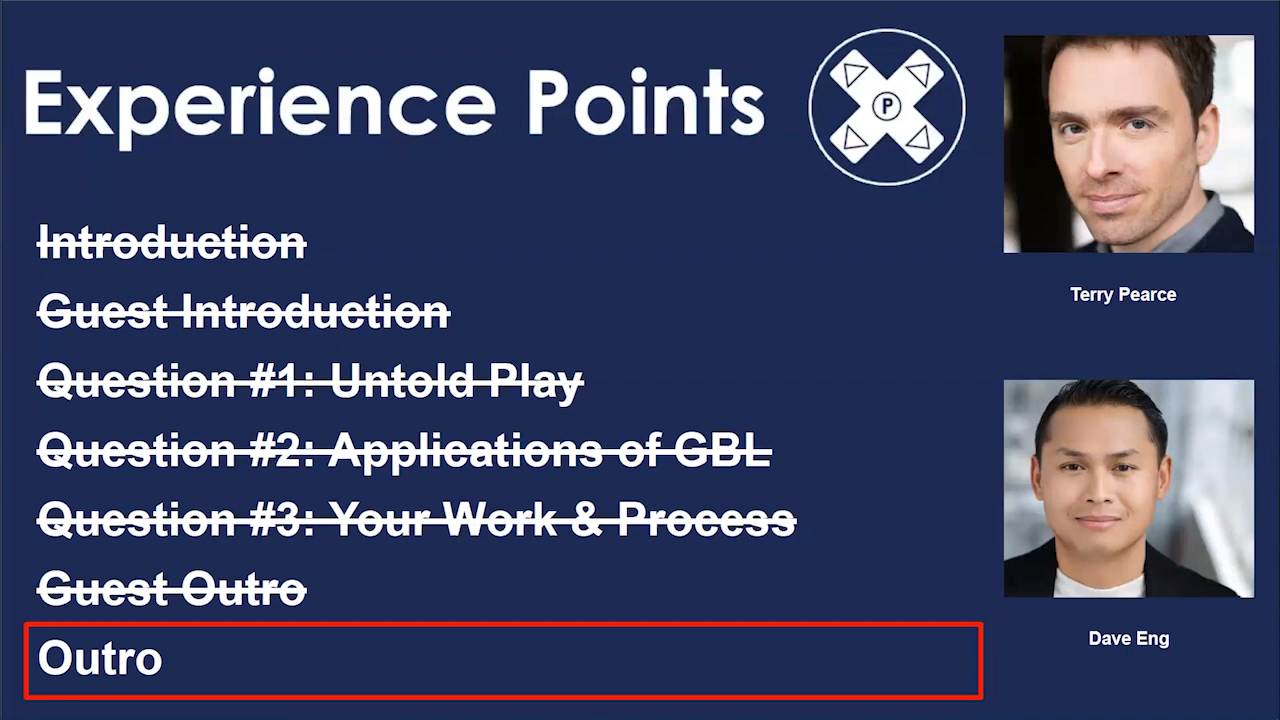 Experience Points
P
Introduction
Guest Introduction
Question #1: Untold Play
Question #2: Applications of GBL
Question #3: Your Work & Process
Guest Outro
Outro
Terry Pearce
Dave Eng